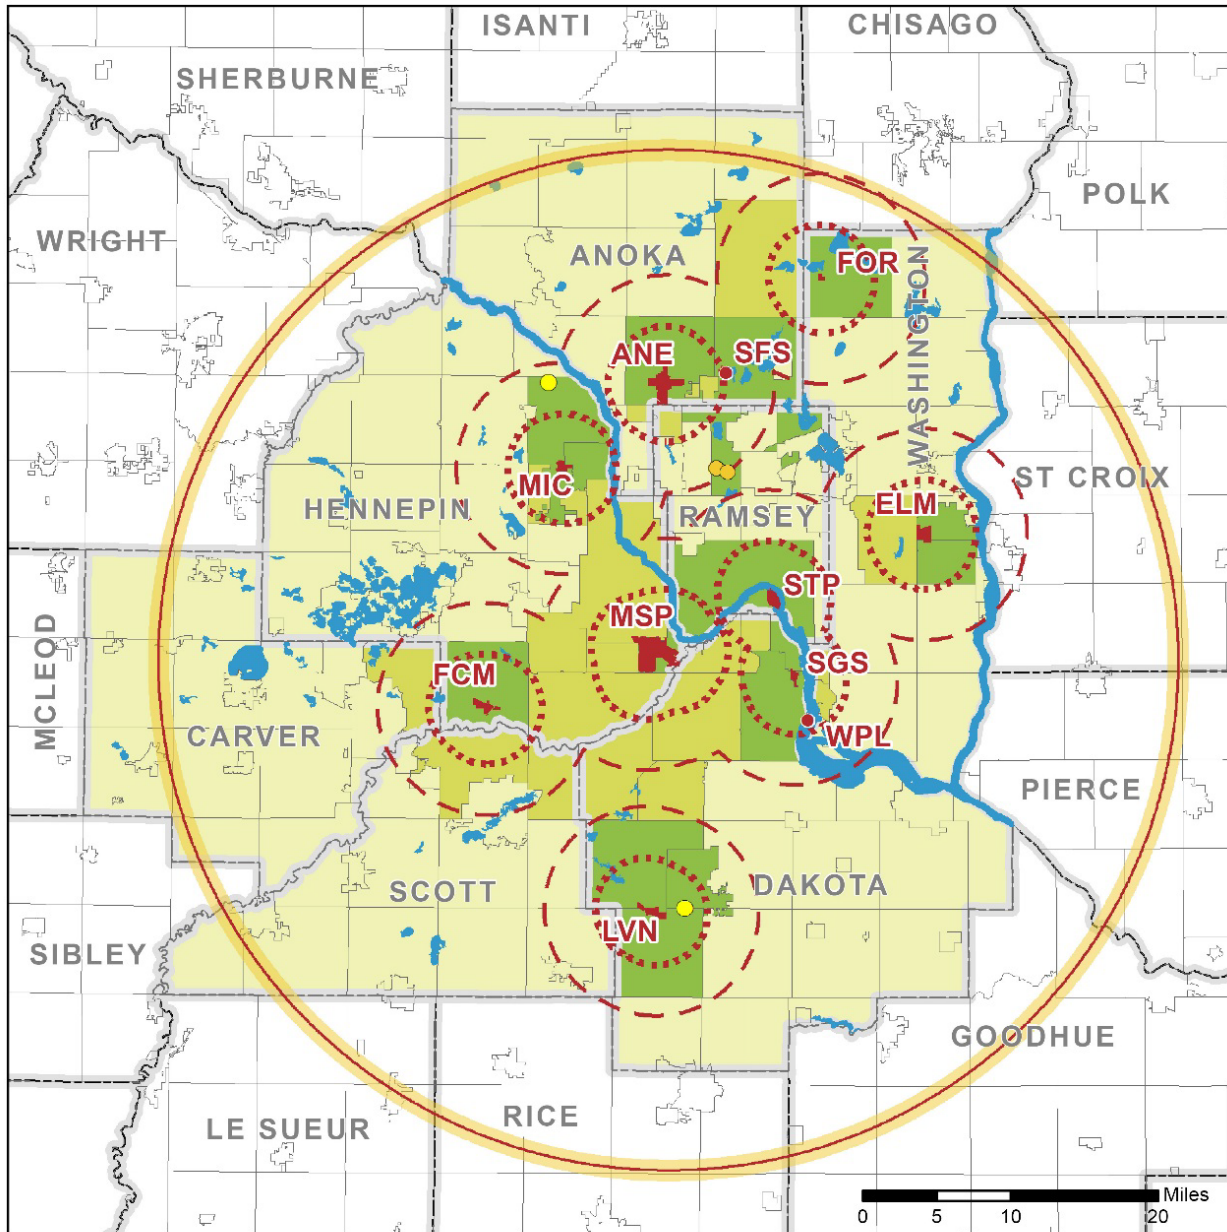 ISANTI
CHISAGO
SHERBURNE
POLK
WRIGHT
ANOKA
FOR
WASHINGTON
ANE
SFS
ST CROIX
MIC
HENNEPIN
RAMSEY
ELM
STP
MSP
MCLEOD
FCM
SGS
CARVER
WPL
PIERCE
SCOTT
DAKOTA
LVN
SIBLEY
GOODHUE
LE SUEUR
RICE
Miles
0 5 10 20